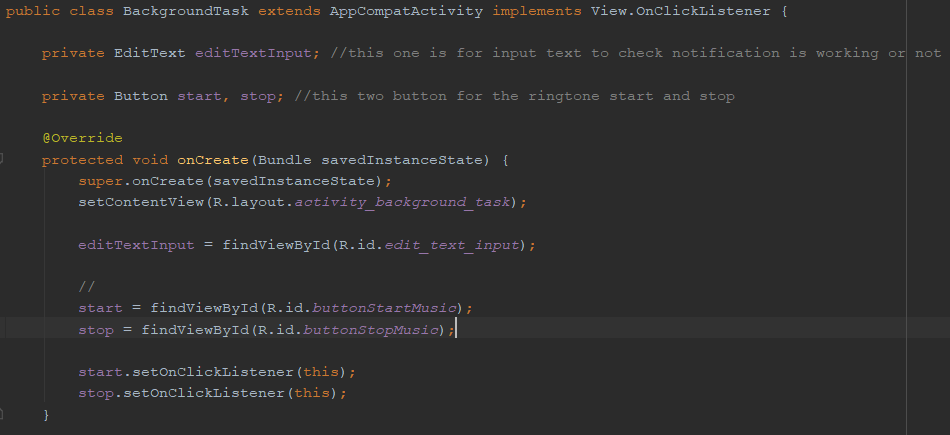 public class BackgroundTask extends AppCompatActivity implements View.OnClickListener {
private EditText editTextInput; //this one is for input text to check notification is working or not
private Button start, stop; //this two button for the ringtone start and stop
@Override
protected void onCreate(Bundle savedInstanceState) {
super.onCreate(savedInstanceState);
setContentView(R.layout.activity_background_task);
editTextInput = findViewById(R.id.edit_text_input);
//
start = findViewById(R.id.buttonStartMusic);
stop = findViewById(R.id.buttonStopMusic);
start.setOnClickListener(this);
stop.setOnClickListener(this);
}